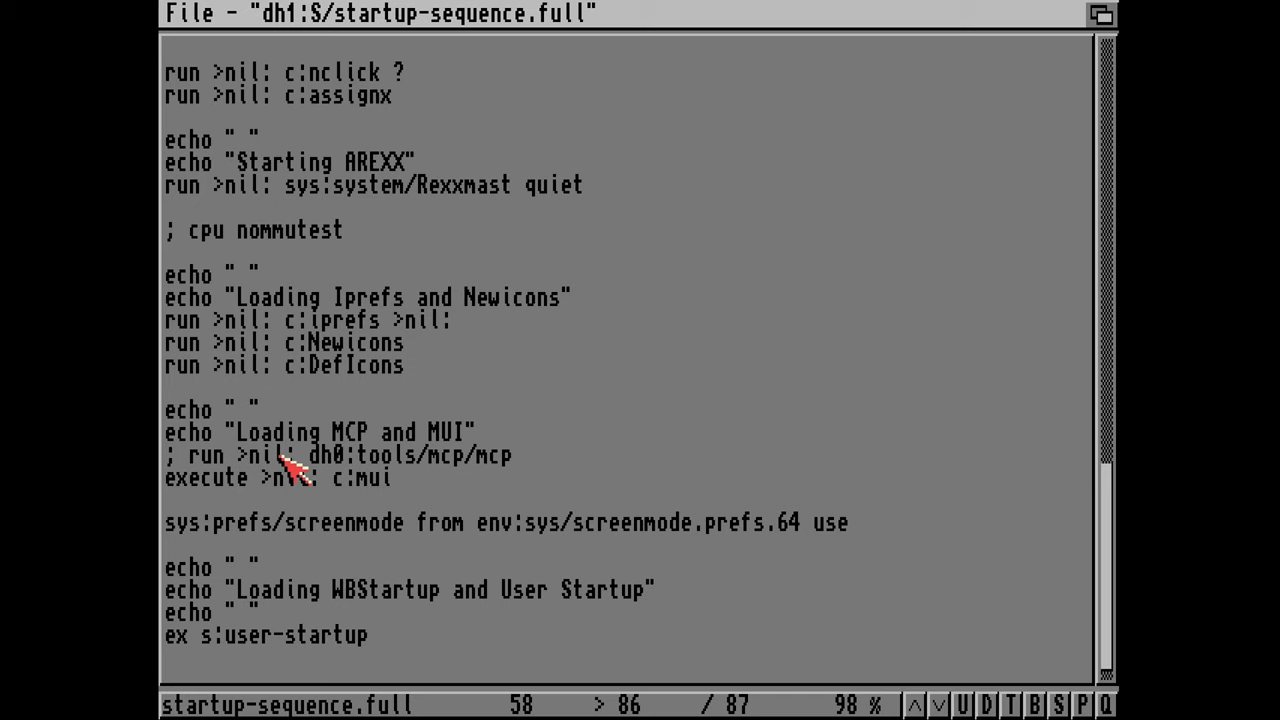 File - "dh1:S/startup-sequence.full"
run >nil: c:nclick ?
run >nil: c:assignx
echo " "
echo "Starting AREXX"
run >nil: sys:system/Rexxmast quiet
; cpu nommutest
echo " "
echo "Loading Iprefs and Newicons"
run >nil: c:iprefs >nil:
run >nil: c:Newicons
run >nil: c:DefIcons
echo " "
echo "Loading MCP and MUI"
; run >nil: dh0:tools/mcp/mcp
execute >nil: c:mui
sys:prefs/screenmode from env:sys/screenmode.prefs.64 use
echo " "
echo "Loading WBStartup and User Startup"
echo " "
ex s:user-startup
startup-sequence.full 58 > 86 / 87 98 % U D T B S P Q